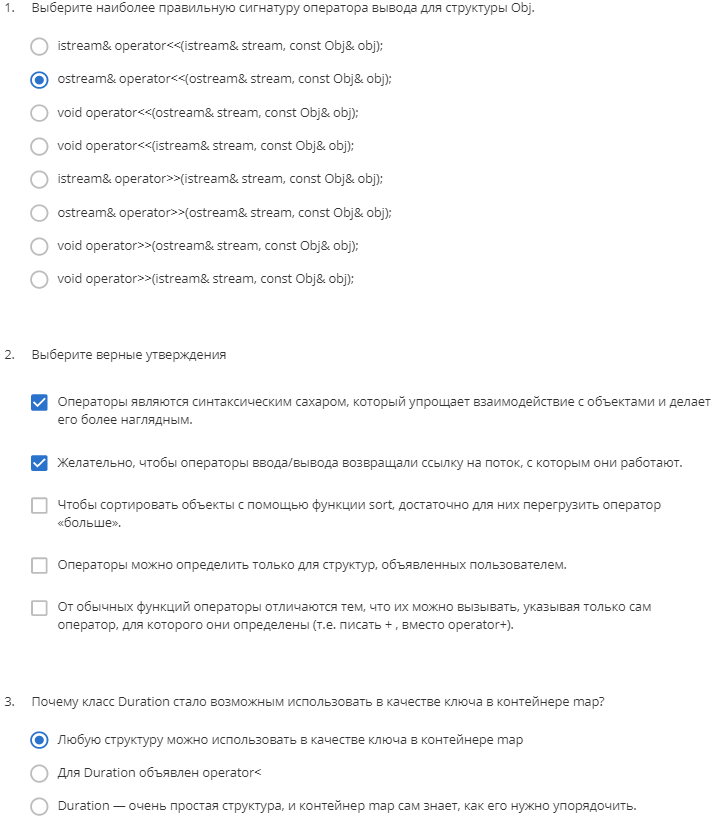 1. Выберите наиболее правильную сигнатуру оператора вывода для структуры Obj.
istream& operator<<(istream& stream, const Obj& obj);
ostream& operator<<(ostream& stream, const Obj& obj);
void operator<<(ostream& stream, const Obj& obj);
void operator<<(istream& stream, const Obj& obj);
istream& operator>>(istream& stream, const Obj& obj);
ostream& operator>>(ostream& stream, const Obj& obj);
void operator>>(ostream& stream, const Obj& obj);
void operator>>(istream& stream, const Obj& obj);
2. Выберите верные утверждения
Операторы являются синтаксическим сахаром, который упрощает взаимодействие с объектами и делает
его более наглядным.
Желательно, чтобы операторы ввода/вывода возвращали ссылку на поток, с которым они работают.
Чтобы сортировать объекты с помощью функции sort, достаточно для них перегрузить оператор
«больше».
Операторы можно определить только для структур, объявленных пользователем.
От обычных функций операторы отличаются тем, что их можно вызывать, указывая только сам
оператор, для которого они определены (т.е. писать + , вместо operator+).
3. Почему класс Duration стало возможным использовать в качестве ключа в контейнере map?
Любую структуру можно использовать в качестве ключа в контейнере map
Для Duration объявлен operator<
Duration — очень простая структура, и контейнер map сам знает, как его нужно упорядочить.